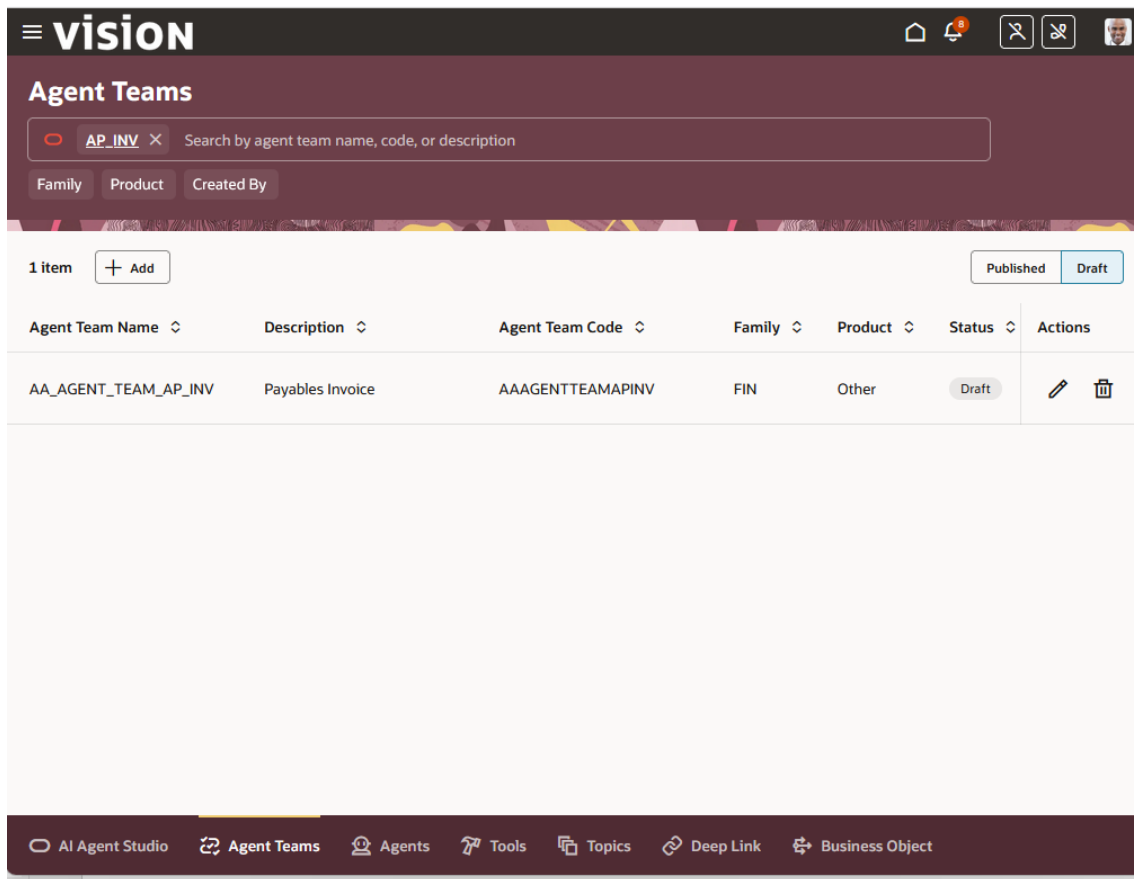 vision
8
Agent Teams
AP_INV Search by agent team name, code, or description
Family Product Created By
1 item Add Published Draft
Agent Team Name Description Agent Team Code Family Product Status Actions
AA_AGENT_TEAM_AP_INV Payables Invoice AAAGENTTEAMAPINV FIN Other Draft
AI Agent Studio Agent Teams Agents Tools Topics Deep Link Business Object